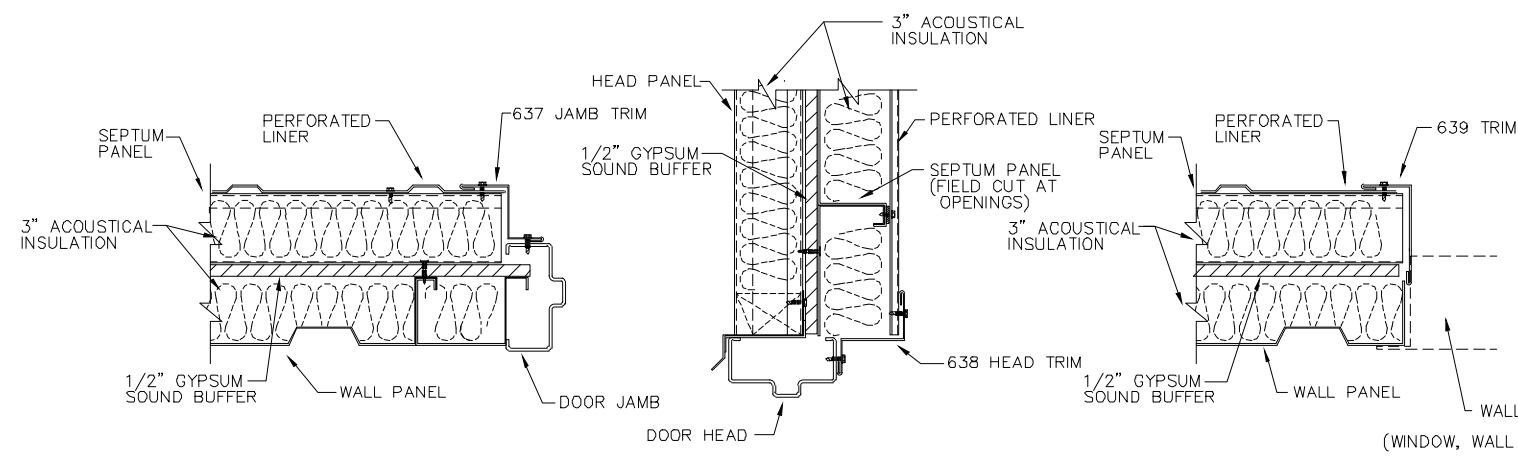 SEPTUM
PANEL
PERFORATED
LINER
637 JAMB TRIM
3" ACOUSTICAL
INSULATION
1/2" GYPSUM
SOUND BUFFER
WALL PANEL
DOOR JAMB
3" ACOUSTICAL
INSULATION
HEAD PANEL
1/2" GYPSUM
SOUND BUFFER
PERFORATED LINER
SEPTUM PANEL
(FIELD CUT AT
OPENINGS)
638 HEAD TRIM
DOOR HEAD
SEPTUM
PANEL
PERFORATED
LINER
639 TRIM
3" ACOUSTICAL
INSULATION
1/2" GYPSUM
SOUND BUFFER
WALL PANEL
WALL
(WINDOW, WALL